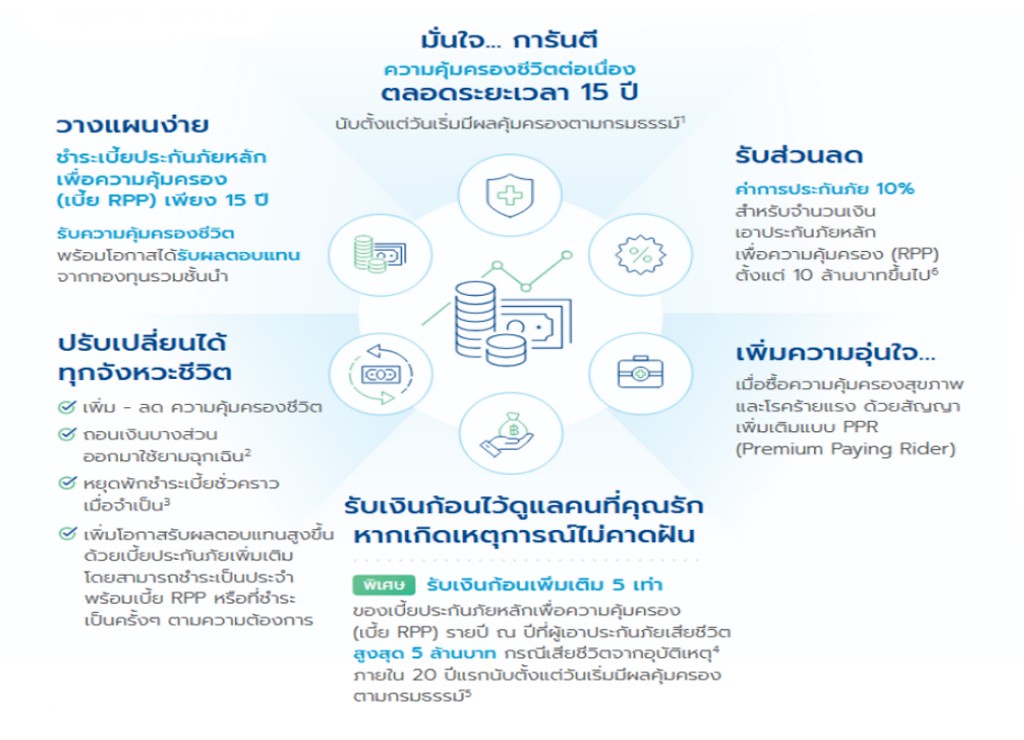 มั่นใจ... การันตี
ความคุ้มครองชีวิตต่อเนื่อง
ตลอดระยะเวลา 15 ปี
นับตั้งแต่วันเริ่มมีผลคุ้มครองตามกรมธรรม์¹
วางแผนง่าย
ชำระเบี้ยประกันภัยหลัก
เพื่อความคุ้มครอง
(เบี้ย RPP) เพียง 15 ปี
รับความคุ้มครองชีวิต
พร้อมโอกาสได้รับผลตอบแทน
จากกองทุนรวมชั้นนำ
รับส่วนลด
ค่าการประกันภัย 10%
สำหรับจำนวนเงิน
เอาประกันภัยหลัก
เพื่อความคุ้มครอง (RPP)
ตั้งแต่ 10 ล้านบาทขึ้นไป⁶
ปรับเปลี่ยนได้
ทุกจังหวะชีวิต
เพิ่ม - ลด ความคุ้มครองชีวิต
ถอนเงินบางส่วน
ออกมาใช้ยามฉุกเฉิน²
หยุดพักชำระเบี้ยชั่วคราว
เมื่อจำเป็น³
เพิ่มโอกาสรับผลตอบแทนสูงขึ้น
ด้วยเบี้ยประกันภัยเพิ่มเติม
โดยสามารถชำระเป็นประจำ
พร้อมเบี้ย RPP หรือที่ชำระ
เป็นครั้งๆ ตามความต้องการ
เพิ่มความอุ่นใจ...
เมื่อซื้อความคุ้มครองสุขภาพ
และโรคร้ายแรง ด้วยสัญญา
เพิ่มเติมแบบ PPR
(Premium Paying Rider)
รับเงินก้อนไว้ดูแลคนที่คุณรัก
หากเกิดเหตุการณ์ไม่คาดฝัน
พิเศษ รับเงินก้อนเพิ่มเติม 5 เท่า
ของเบี้ยประกันภัยหลักเพื่อความคุ้มครอง
(เบี้ย RPP) รายปี ณ ปีที่ผู้เอาประกันภัยเสียชีวิต
สูงสุด 5 ล้านบาท กรณีเสียชีวิตจากอุบัติเหตุ⁴
ภายใน 20 ปีแรกนับตั้งแต่วันเริ่มมีผลคุ้มครอง
ตามกรมธรรม์⁵